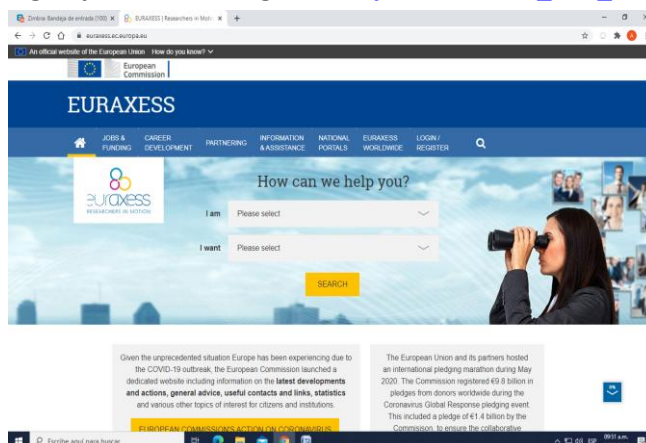 Zimbra: Bandeja de entrada (100)
EURAXESS | Researchers in Motio
euraxess.ec.europa.eu
An official website of the European Union How do you know?
European
Commission
EURAXESS
JOBS &
FUNDING
CAREER
DEVELOPMENT
PARTNERING
INFORMATION
& ASSISTANCE
NATIONAL
PORTALS
EURAXESS
WORLDWIDE
LOGIN /
REGISTER
euraxess
RESEARCHERS IN MOTION
How can we help you?
I am Please select
I want Please select
SEARCH
Given the unprecedented situation Europe has been experiencing due to
the COVID-19 outbreak, the European Commission launched a
dedicated website including information on the latest developments
and actions, general advice, useful contacts and links, statistics
and various other topics of interest for citizens and institutions.
EUROPEAN COMMISSION'S ACTION ON CORONAVIRUS
The European Union and its partners hosted
an international pledging marathon during May
2020. The Commission registered €9.8 billion in
pledges from donors worldwide during the
Coronavirus Global Response pledging event.
This included a pledge of €1.4 billion by the
Commission, to ensure the collaborative
Escribe aquí para buscar
ESP
09:51 a.m.